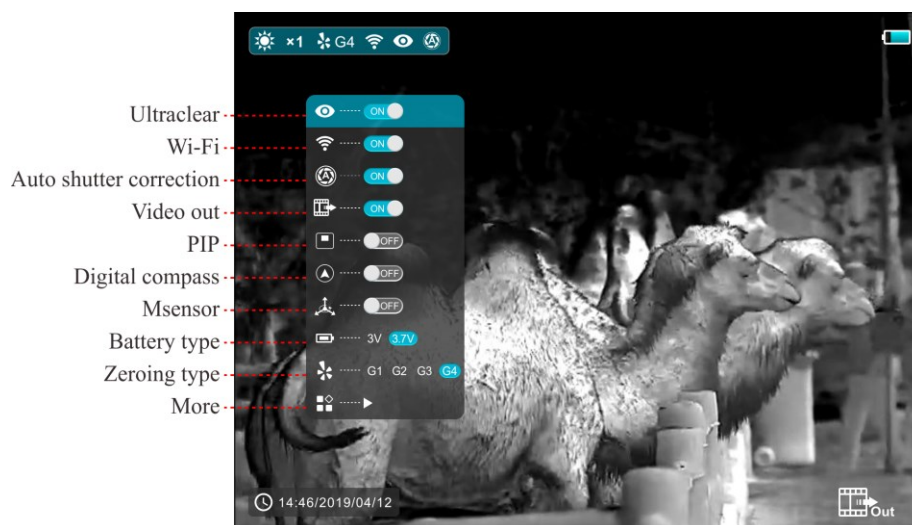 ×1 G4
Ultraclear ON
Wi-Fi ON
Auto shutter correction A ON
Video out ON
PIP OFF
Digital compass OFF
Msensor OFF
Battery type 3V 3.7V
Zeroing type G1 G2 G3 G4
More
14:46/2019/04/12
Out